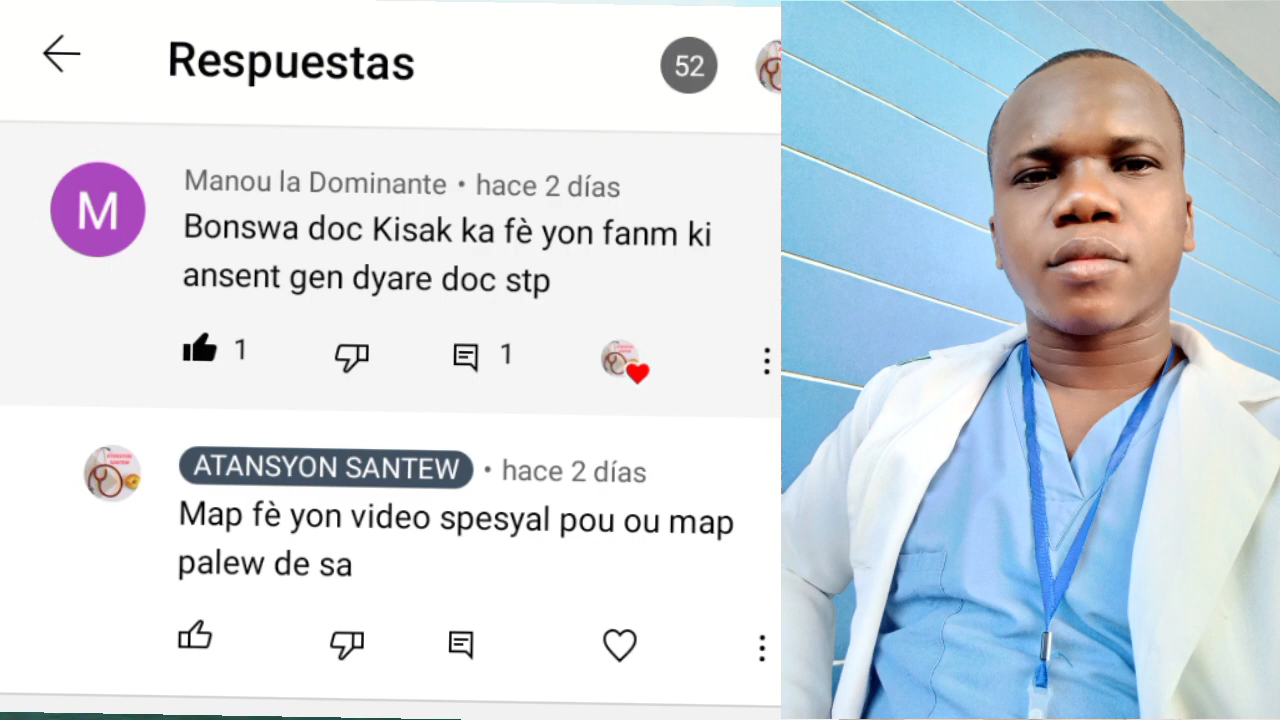 Respuestas
52
M
Manou la Dominante • hace 2 días
Bonswa doc Kisak ka fè yon fanm ki
ansent gen dyare doc stp
1
1
ATANSYON SANTEW • hace 2 días
Map fè yon video spesyal pou ou map
palew de sa